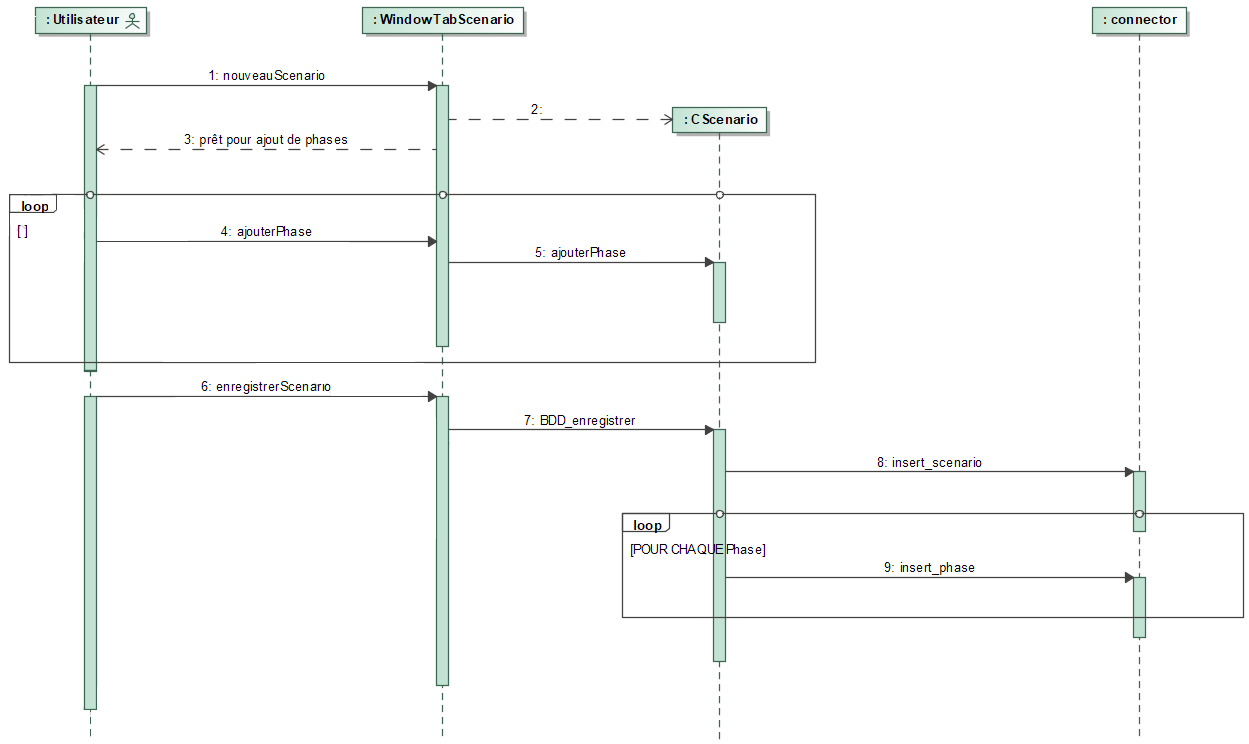 : Utilisateur
: WindowTabScenario
: connector
1: nouveauScenario
2:
: CScenario
3: prêt pour ajout de phases
loop
[ ]
4: ajouterPhase
5: ajouterPhase
6: enregistrerScenario
7: BDD_enregistrer
8: insert_scenario
loop
[POUR CHAQUE Phase]
9: insert_phase